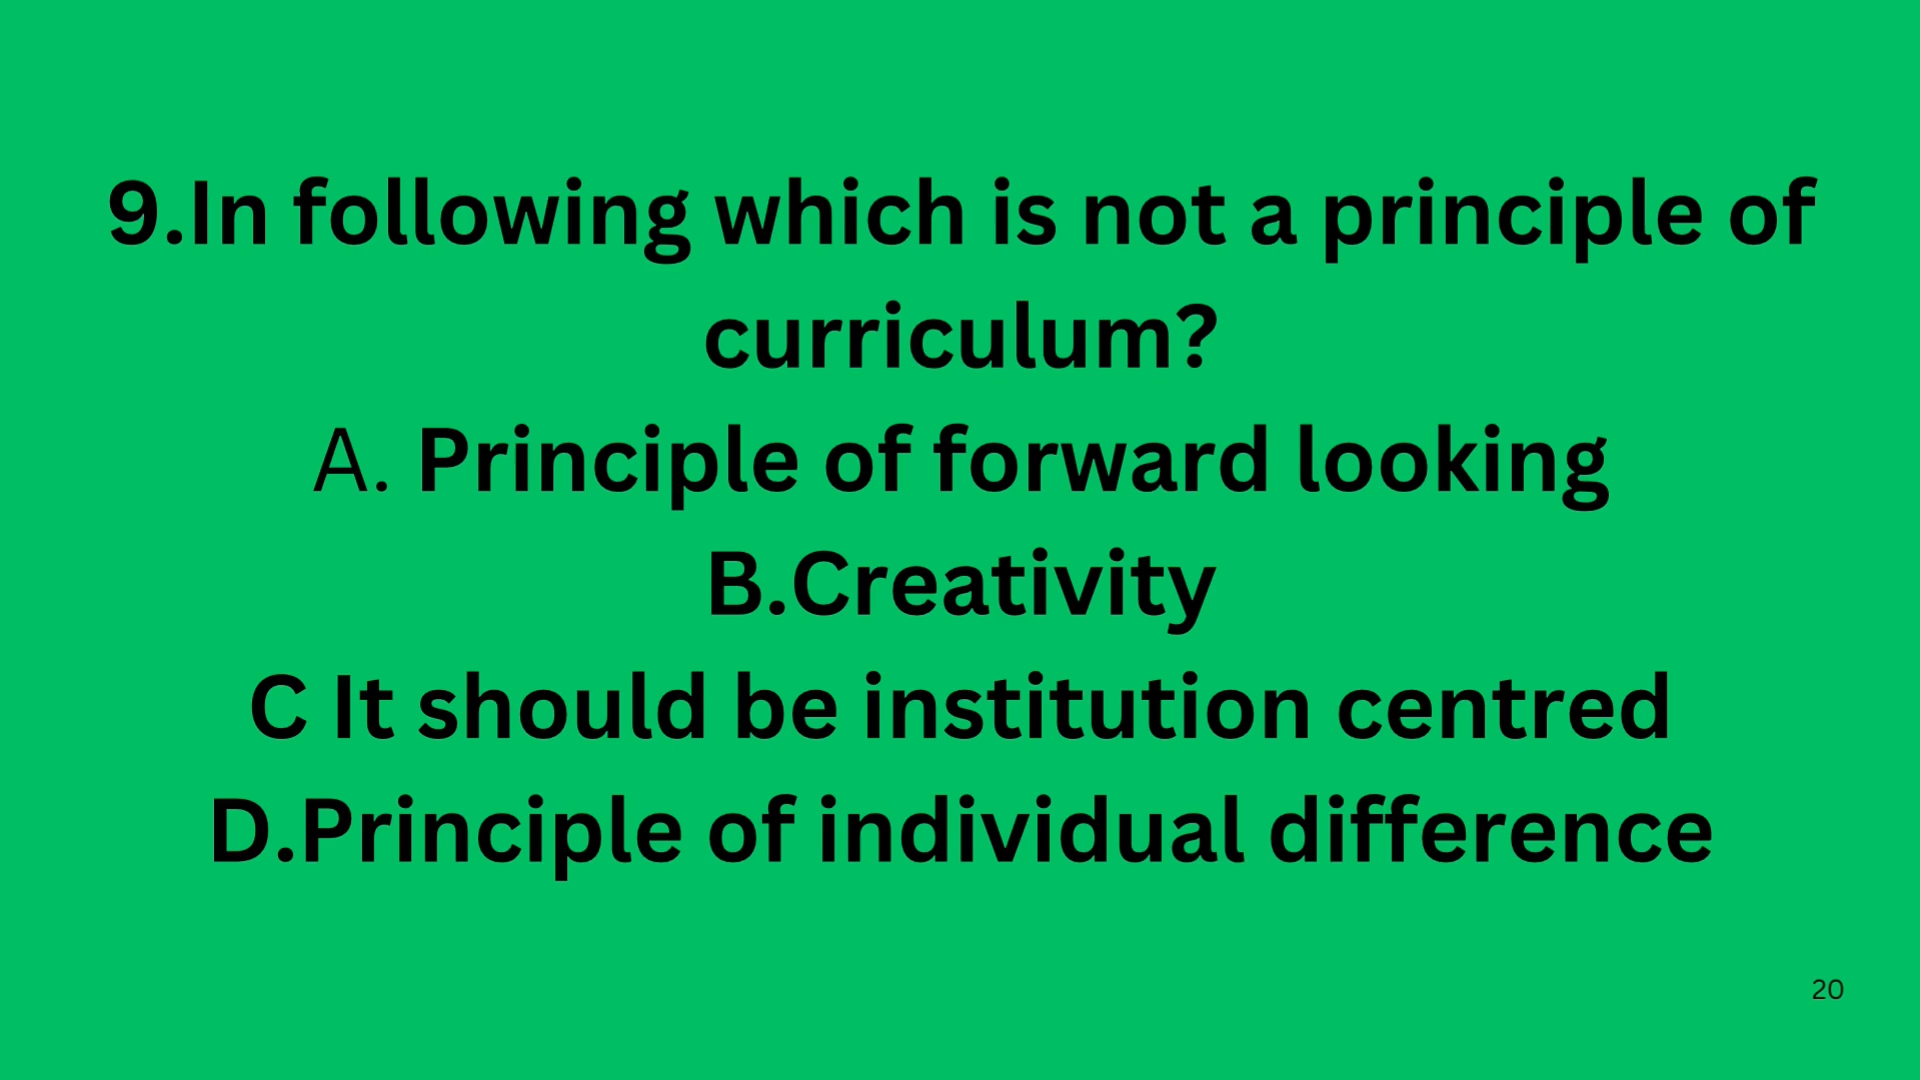 9.In following which is not a principle of
curriculum?
A. Principle of forward looking
B.Creativity
C It should be institution centred
D.Principle of individual difference
20